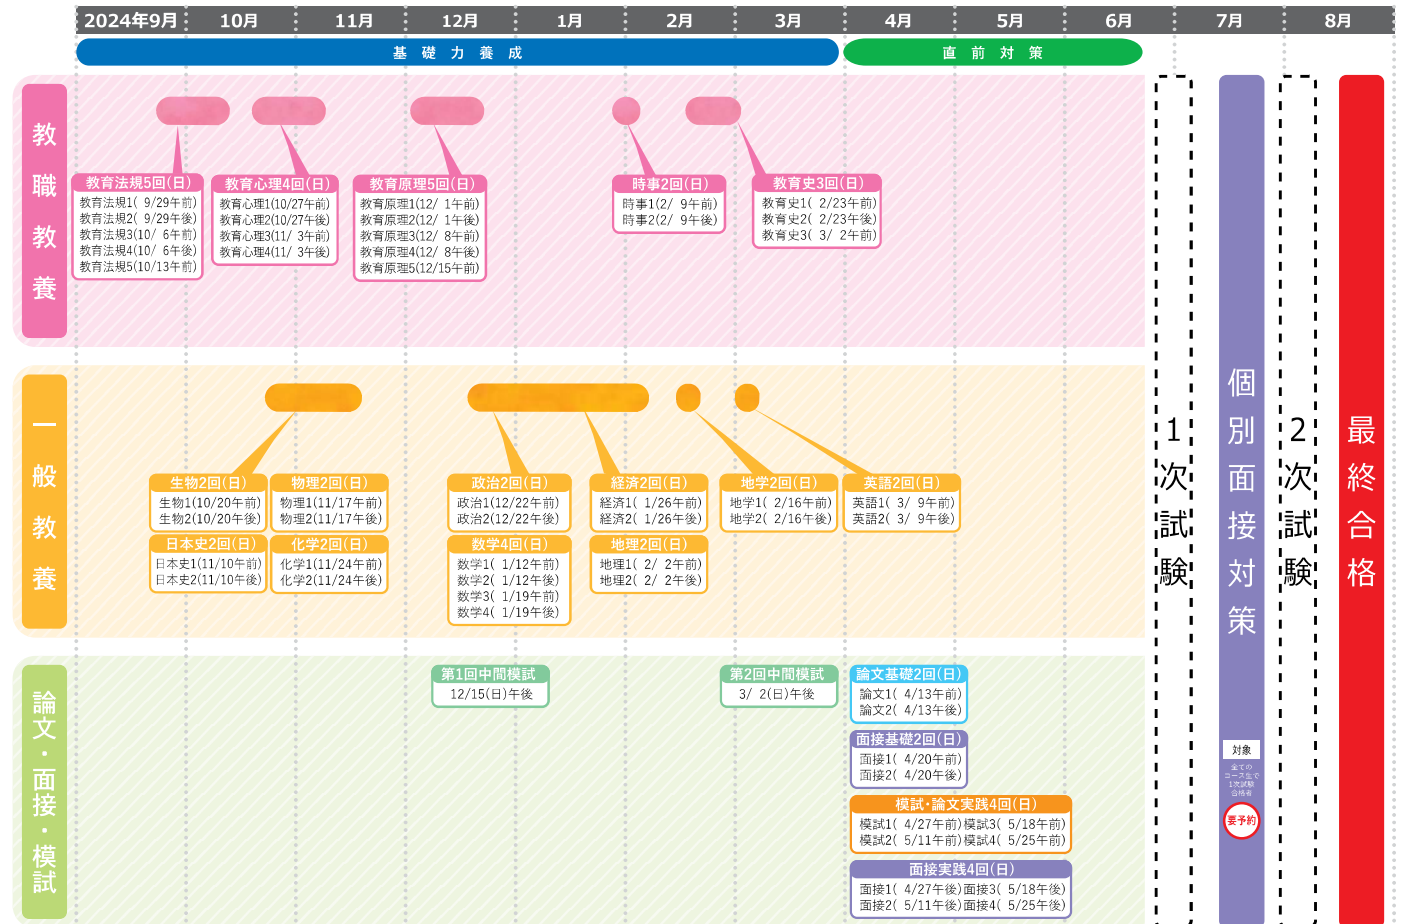 2024年9月 10月 11月 12月 1月 2月 3月 4月 5月 6月 7月 8月
基礎力養成
直前対策
教職教養
教育法規5回(日)
教育法規1( 9/29午前)
教育法規2( 9/29午後)
教育法規3(10/ 6午前)
教育法規4(10/ 6午後)
教育法規5(10/13午前)
教育心理4回(日)
教育心理1(10/27午前)
教育心理2(10/27午後)
教育心理3(11/ 3午前)
教育心理4(11/ 3午後)
教育原理5回(日)
教育原理1(12/ 1午前)
教育原理2(12/ 1午後)
教育原理3(12/ 8午前)
教育原理4(12/ 8午後)
教育原理5(12/15午前)
時事2回(日)
時事1(2/ 9午前)
時事2(2/ 9午後)
教育史3回(日)
教育史1( 2/23午前)
教育史2( 2/23午後)
教育史3( 3/ 2午前)
一般教養
生物2回(日)
生物1(10/20午前)
生物2(10/20午後)
物理2回(日)
物理1(11/17午前)
物理2(11/17午後)
日本史2回(日)
日本史1(11/10午前)
日本史2(11/10午後)
化学2回(日)
化学1(11/24午前)
化学2(11/24午後)
政治2回(日)
政治1(12/22午前)
政治2(12/22午後)
数学4回(日)
数学1( 1/12午前)
数学2( 1/12午後)
数学3( 1/19午前)
数学4( 1/19午後)
経済2回(日)
経済1( 1/26午前)
経済2( 1/26午後)
地理2回(日)
地理1( 2/ 2午前)
地理2( 2/ 2午後)
地学2回(日)
地学1( 2/16午前)
地学2( 2/16午後)
英語2回(日)
英語1( 3/ 9午前)
英語2( 3/ 9午後)
論文・面接・模試
第1回中間模試
12/15(日)午後
第2回中間模試
3/ 2(日)午後
論文基礎2回(日)
論文1( 4/13午前)
論文2( 4/13午後)
面接基礎2回(日)
面接1( 4/20午前)
面接2( 4/20午後)
模試・論文実践4回(日)
模試1( 4/27午前)模試3( 5/18午前)
模試2( 5/11午前)模試4( 5/25午前)
面接実践4回(日)
面接1( 4/27午後)面接3( 5/18午後)
面接2( 5/11午後)面接4( 5/25午後)
1次試験
個別面接対策
対象
全ての
コース生で
1次試験
合格者
要予約
2次試験
最終合格